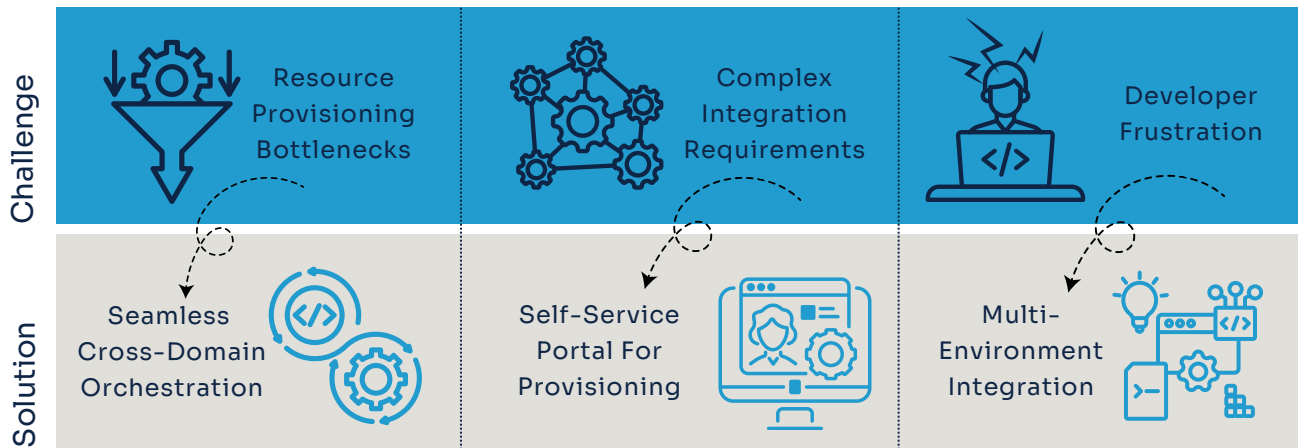 Challenge
Resource
Provisioning
Bottlenecks
Complex
Integration
Requirements
Developer
Frustration
</>
Solution
Seamless
Cross-Domain
Orchestration
</>
Self-Service
Portal For
Provisioning
Multi-
Environment
Integration
</>
>-